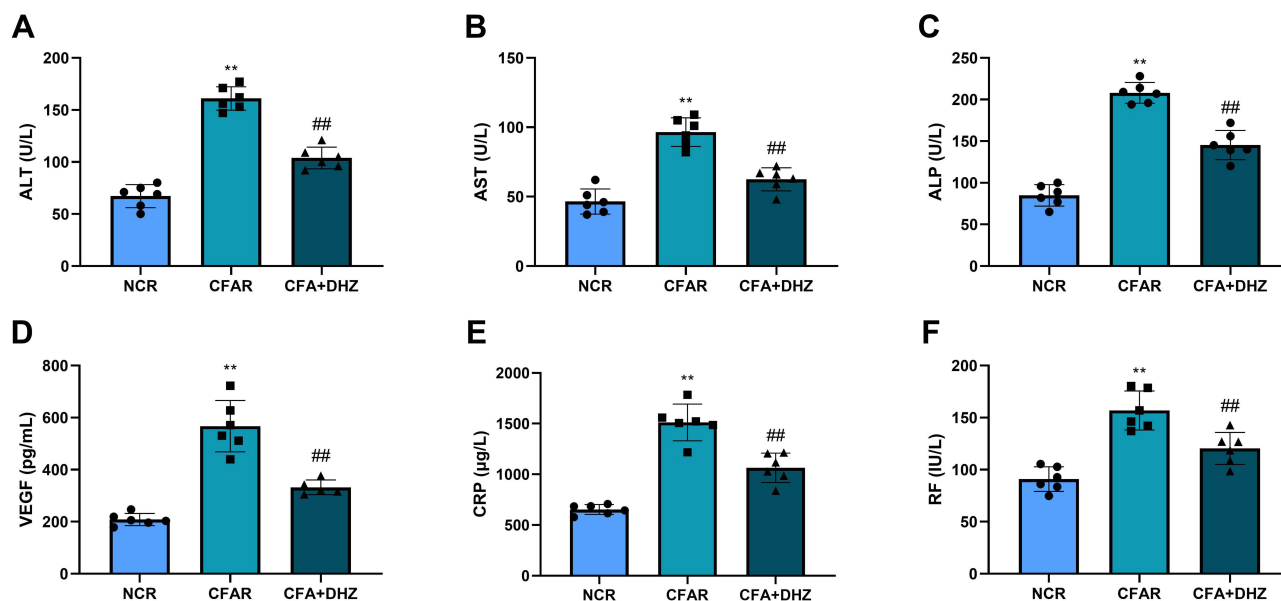 A
ALT (U/L)
200
150
100
50
0
**
##
NCR
CFAR
CFA+DHZ
B
AST (U/L)
150
100
50
0
**
##
NCR
CFAR
CFA+DHZ
C
ALP (U/L)
250
200
150
100
50
0
**
##
NCR
CFAR
CFA+DHZ
D
VEGF (pg/mL)
800
600
400
200
0
**
##
NCR
CFAR
CFA+DHZ
E
CRP (µg/L)
2000
1500
1000
500
0
**
##
NCR
CFAR
CFA+DHZ
F
RF (IU/L)
200
150
100
50
0
**
##
NCR
CFAR
CFA+DHZ